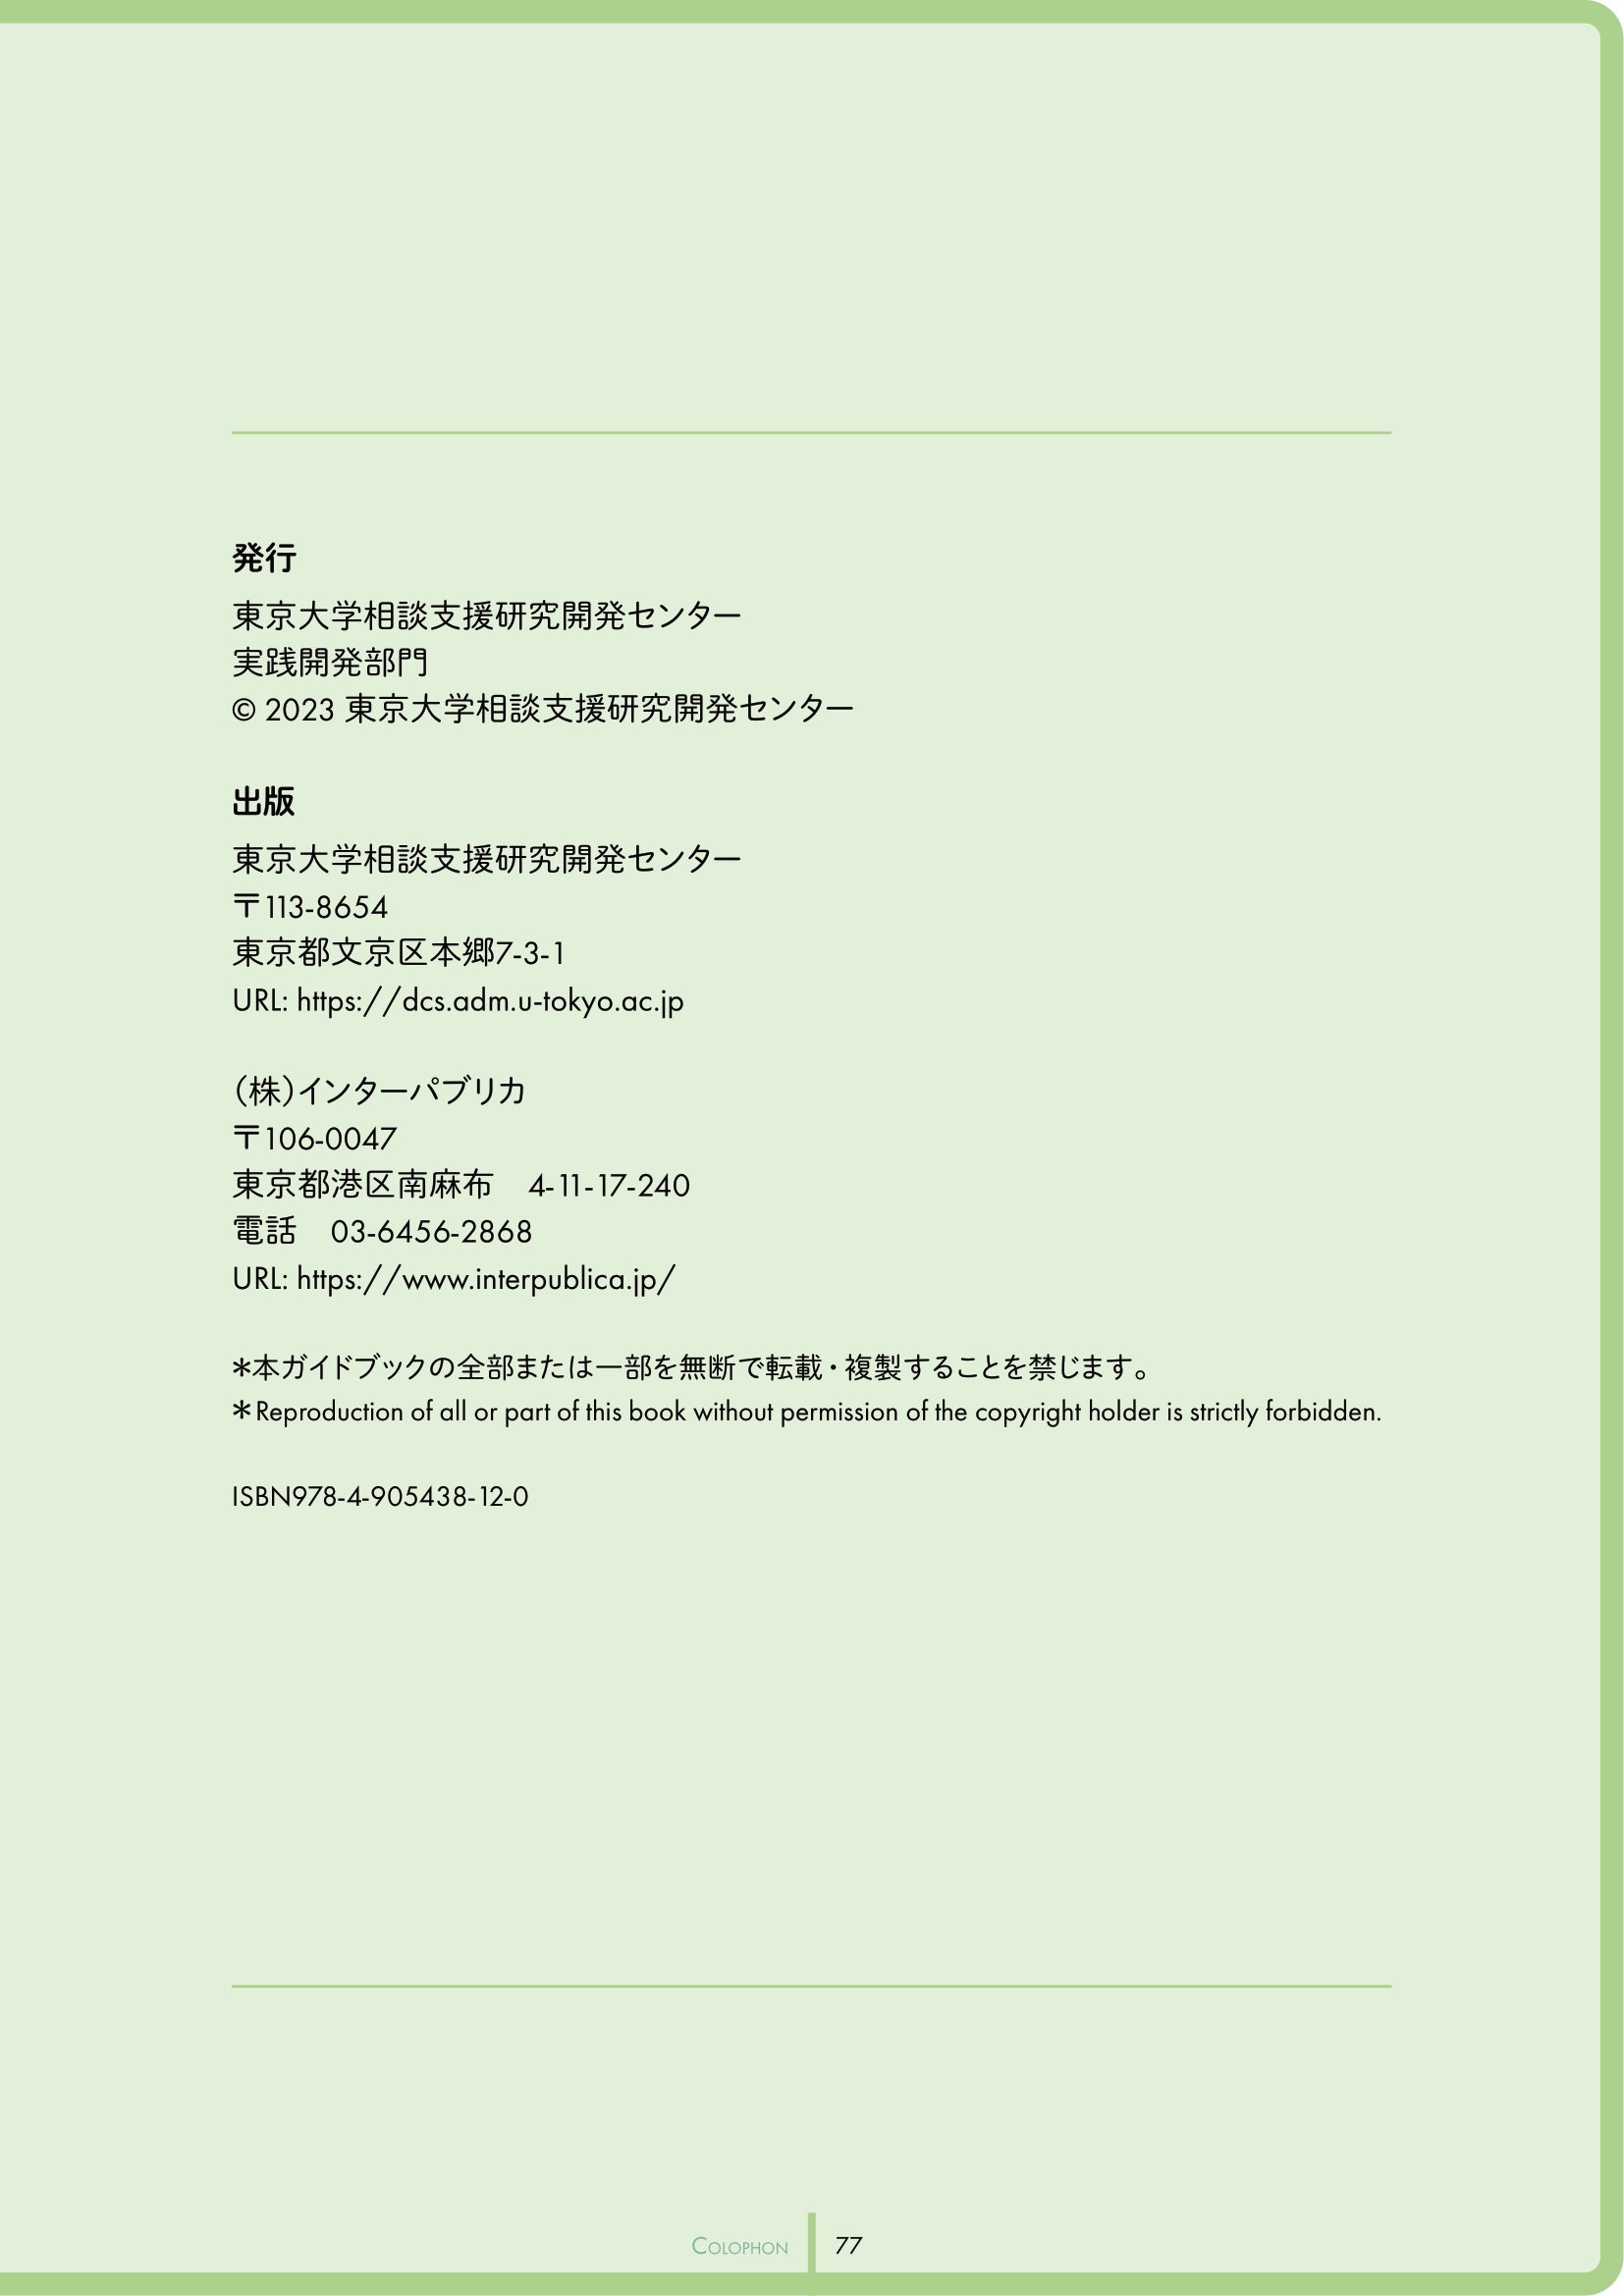 発行
東京大学相談支援研究開発センター
実践開発部門
© 2023 東京大学相談支援研究開発センター
出版
東京大学相談支援研究開発センター
〒113-8654
東京都文京区本郷7-3-1
URL: https://dcs.adm.u-tokyo.ac.jp
（株）インターパブリカ
〒106-0047
東京都港区南麻布　4-11-17-240
電話　03-6456-2868
URL: https://www.interpublica.jp/
＊本ガイドブックの全部または一部を無断で転載・複製することを禁じます。
＊Reproduction of all or part of this book without permission of the copyright holder is strictly forbidden.
ISBN978-4-905438-12-0
Colophon 77